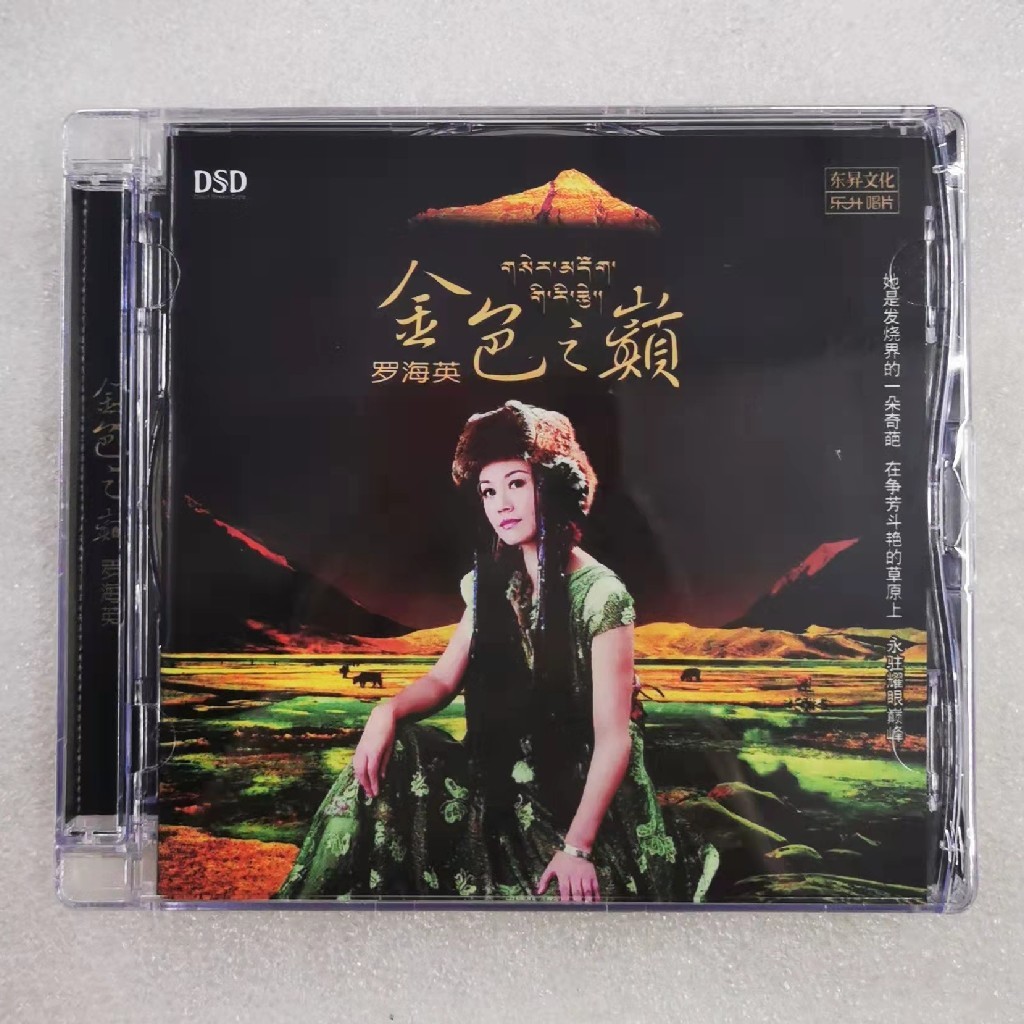 DSD
东昇文化
乐升唱片
གསེར་མདོག་
གི་རི་རྩེ།།
金色之巅
罗海英
她是发烧界的一朵奇葩 在争芳斗艳的草原上 永驻耀眼巅峰
金色之巅 罗海英